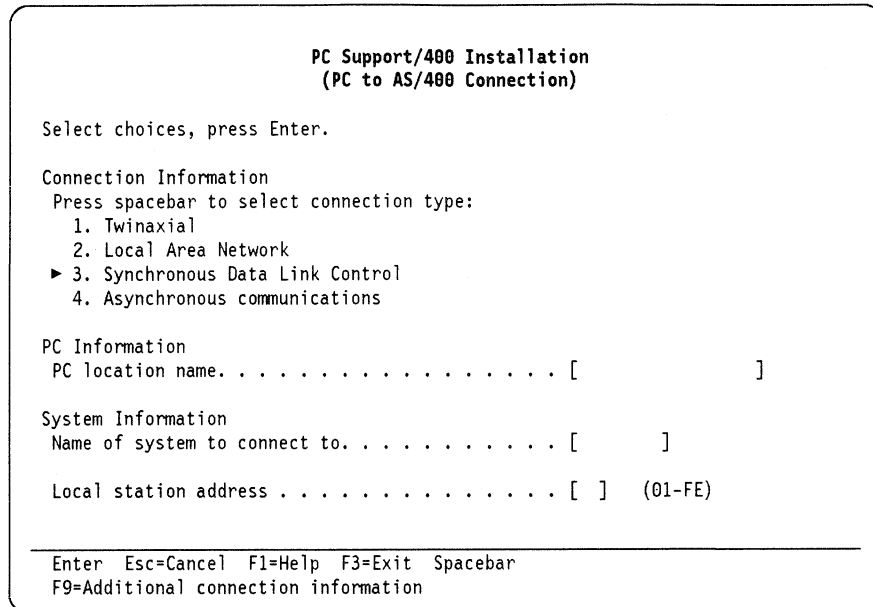 PC Support/400 Installation
(PC to AS/400 Connection)
Select choices, press Enter.
Connection Information
Press spacebar to select connection type:
1. Twinaxial
2. Local Area Network
► 3. Synchronous Data Link Control
4. Asynchronous communications
PC Information
PC location name. . . . . . . . . . . . . . . . . . [ ]
System Information
Name of system to connect to. . . . . . . . . . . . [ ]
Local station address . . . . . . . . . . . . . . . [ ] (01-FE)
Enter Esc=Cancel F1=Help F3=Exit Spacebar
F9=Additional connection information